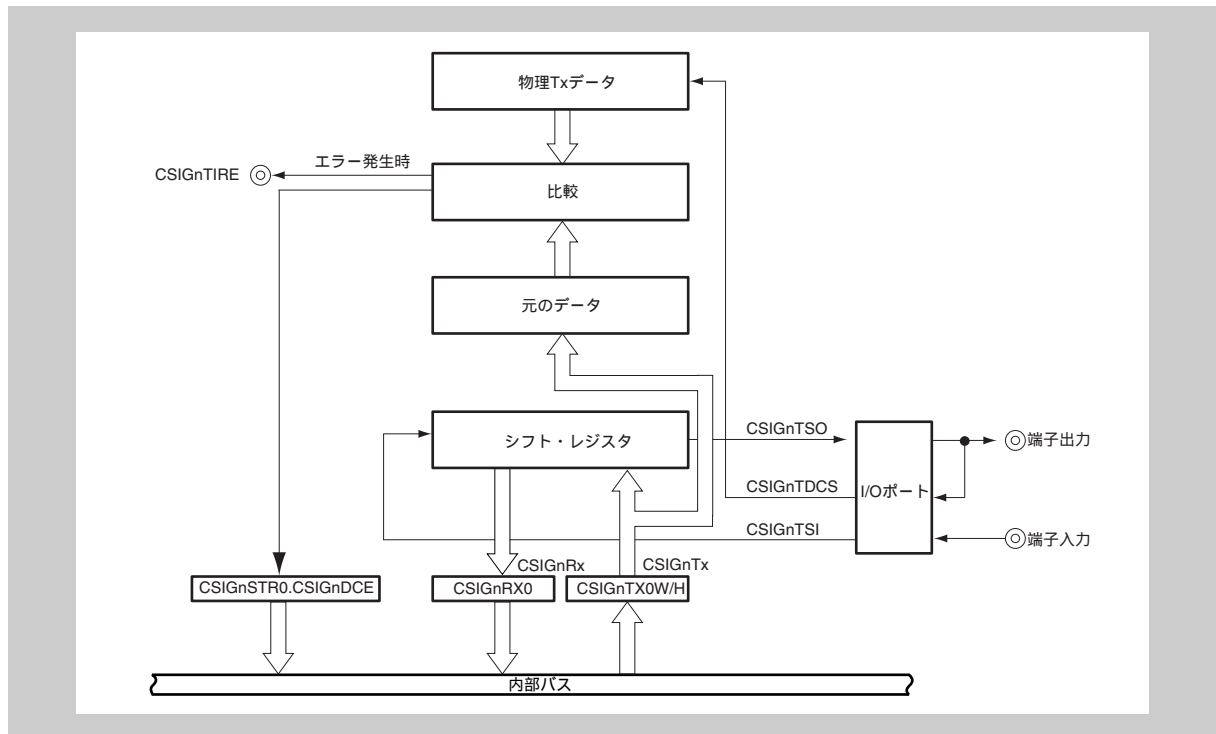 物理Txデータ
エラー発生時
CSIGnTIRE
比較
元のデータ
シフト・レジスタ
CSIGnTSO
端子出力
CSIGnTDCS
I/Oポート
CSIGnTSI
端子入力
CSIGnRx
CSIGnTx
CSIGnSTR0.CSIGnDCE
CSIGnRX0
CSIGnTX0W/H
内部バス